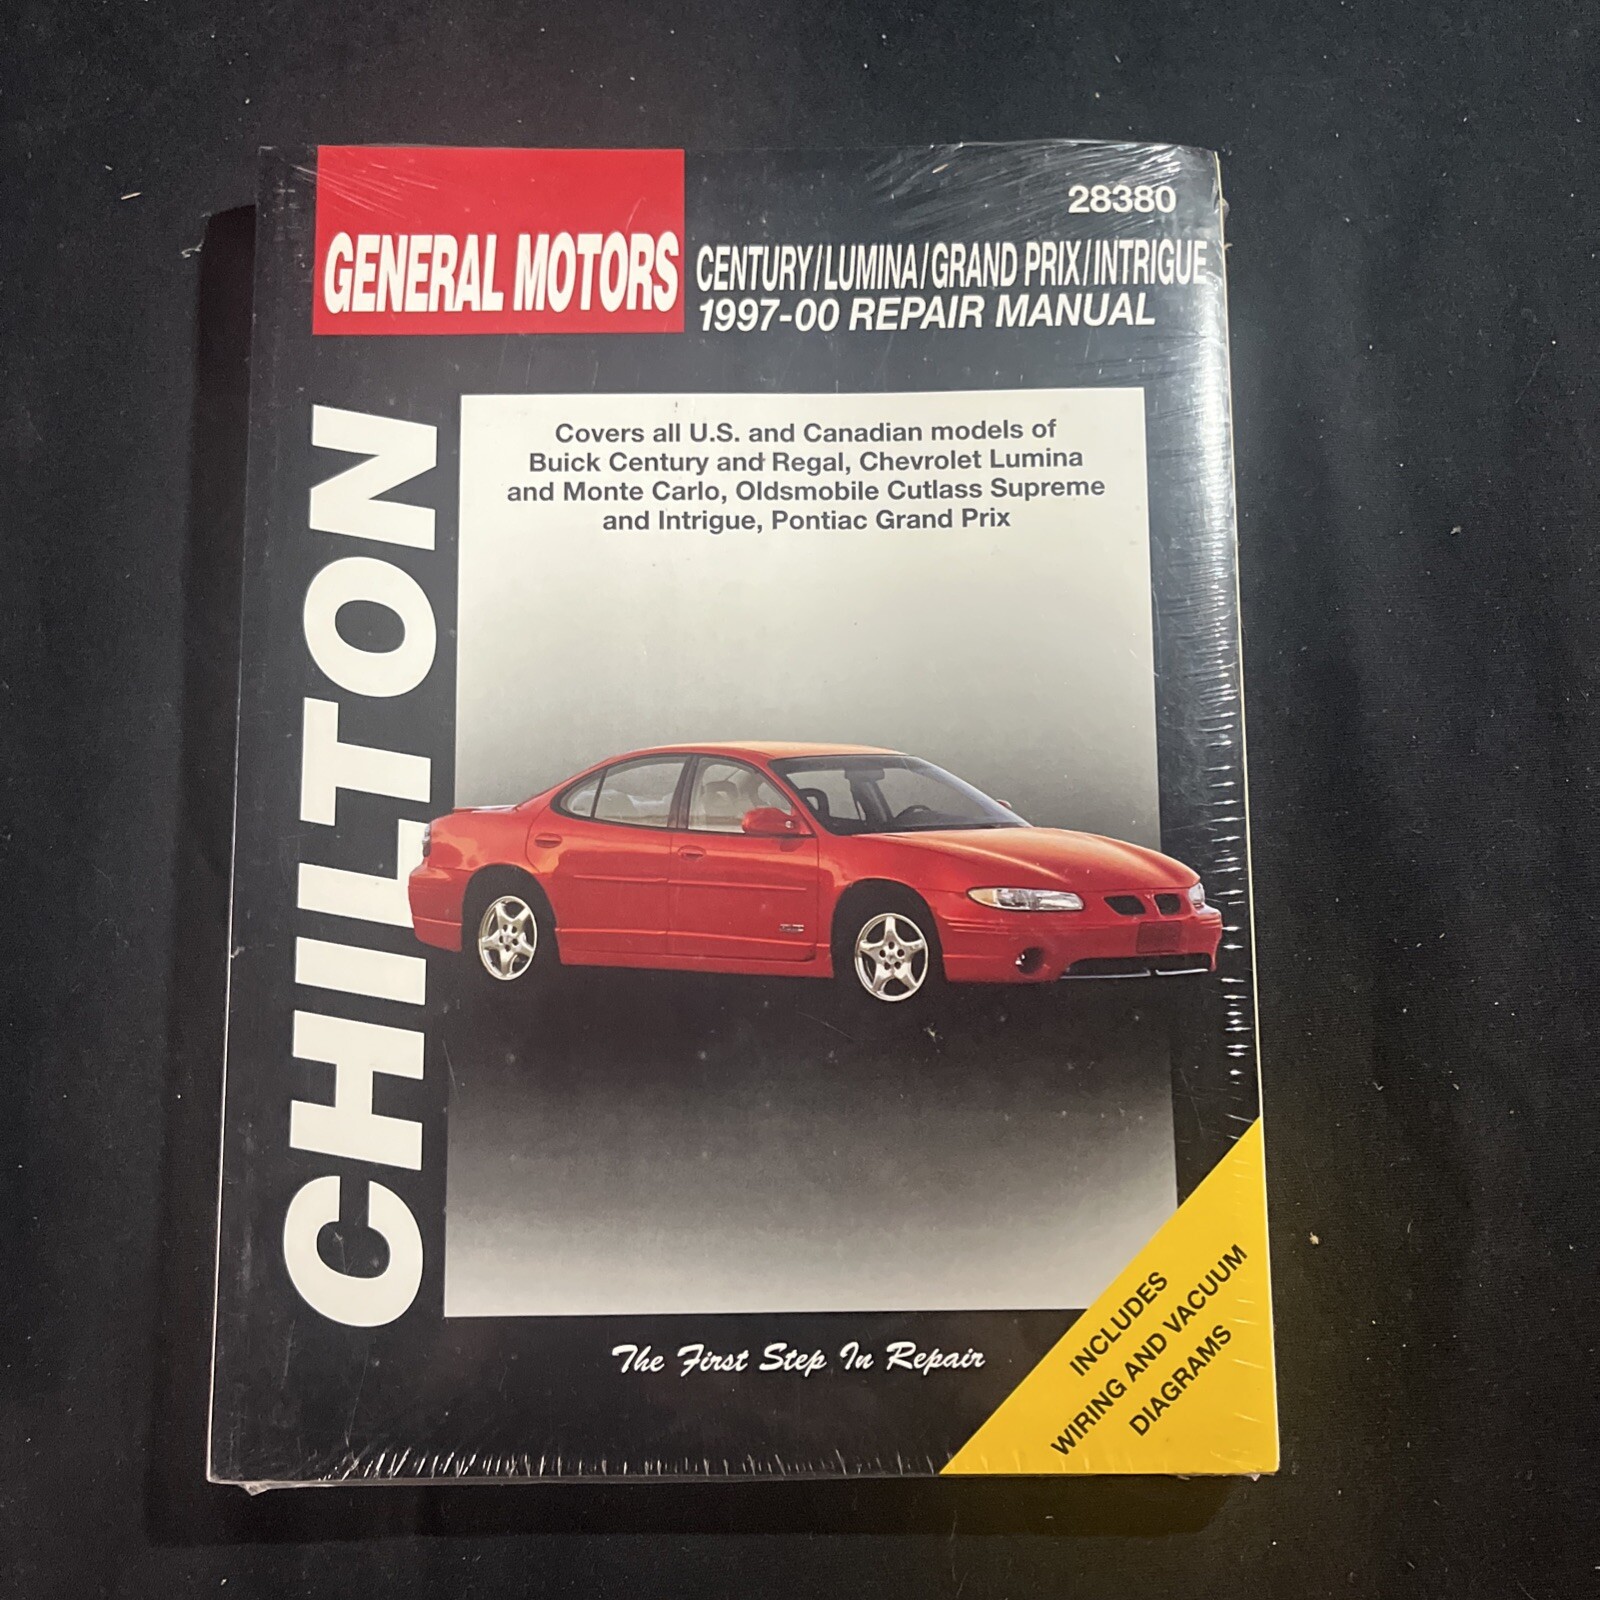 28380
GENERAL MOTORS
CENTURY/LUMINA/GRAND PRIX/INTRIGUE
1997-00 REPAIR MANUAL
CHILTON
Covers all U.S. and Canadian models of
Buick Century and Regal, Chevrolet Lumina
and Monte Carlo, Oldsmobile Cutlass Supreme
and Intrigue, Pontiac Grand Prix
The First Step In Repair
INCLUDES
WIRING AND VACUUM
DIAGRAMS